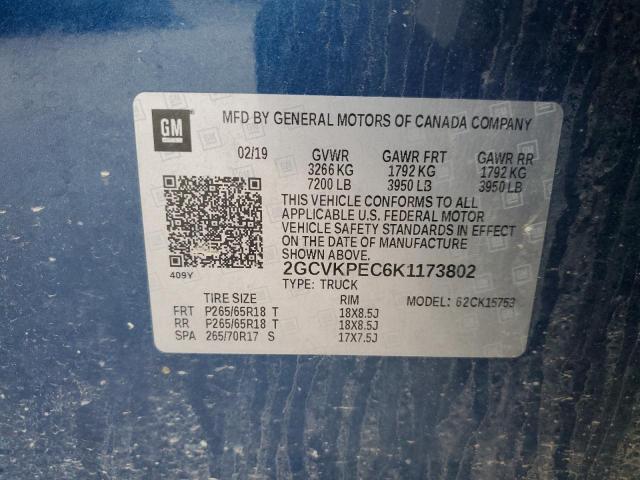 GM
MFD BY GENERAL MOTORS OF CANADA COMPANY
02/19 GVWR GAWR FRT GAWR RR
3266 KG 1792 KG 1792 KG
7200 LB 3950 LB 3950 LB
THIS VEHICLE CONFORMS TO ALL
APPLICABLE U.S. FEDERAL MOTOR
VEHICLE SAFETY STANDARDS IN EFFECT
ON THE DATE OF MANUFACTURE
SHOWN ABOVE.
409Y
2GCVKPEC6K1173802
TYPE: TRUCK
TIRE SIZE RIM MODEL: 62CK15753
FRT P265/65R18 T 18X8.5J
RR P265/65R18 T 18X8.5J
SPA 265/70R17 S 17X7.5J